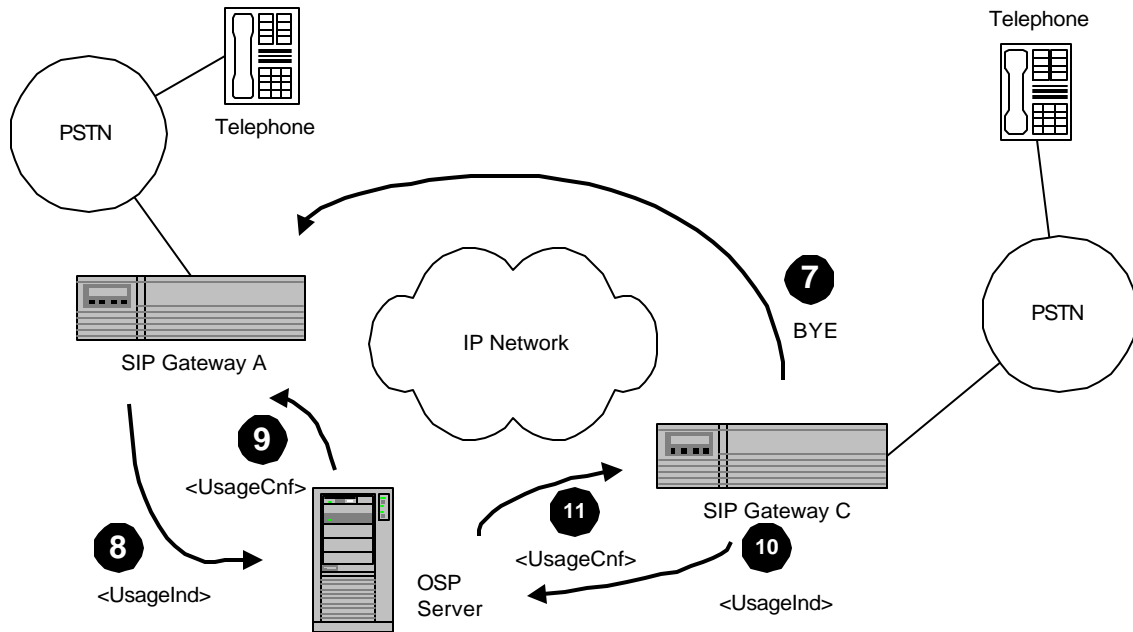 Telephone
PSTN
Telephone
7
BYE
PSTN
IP Network
SIP Gateway A
9
<UsageCnf>
SIP Gateway C
11
<UsageCnf>
10
<UsageInd>
8
<UsageInd>
OSP
Server